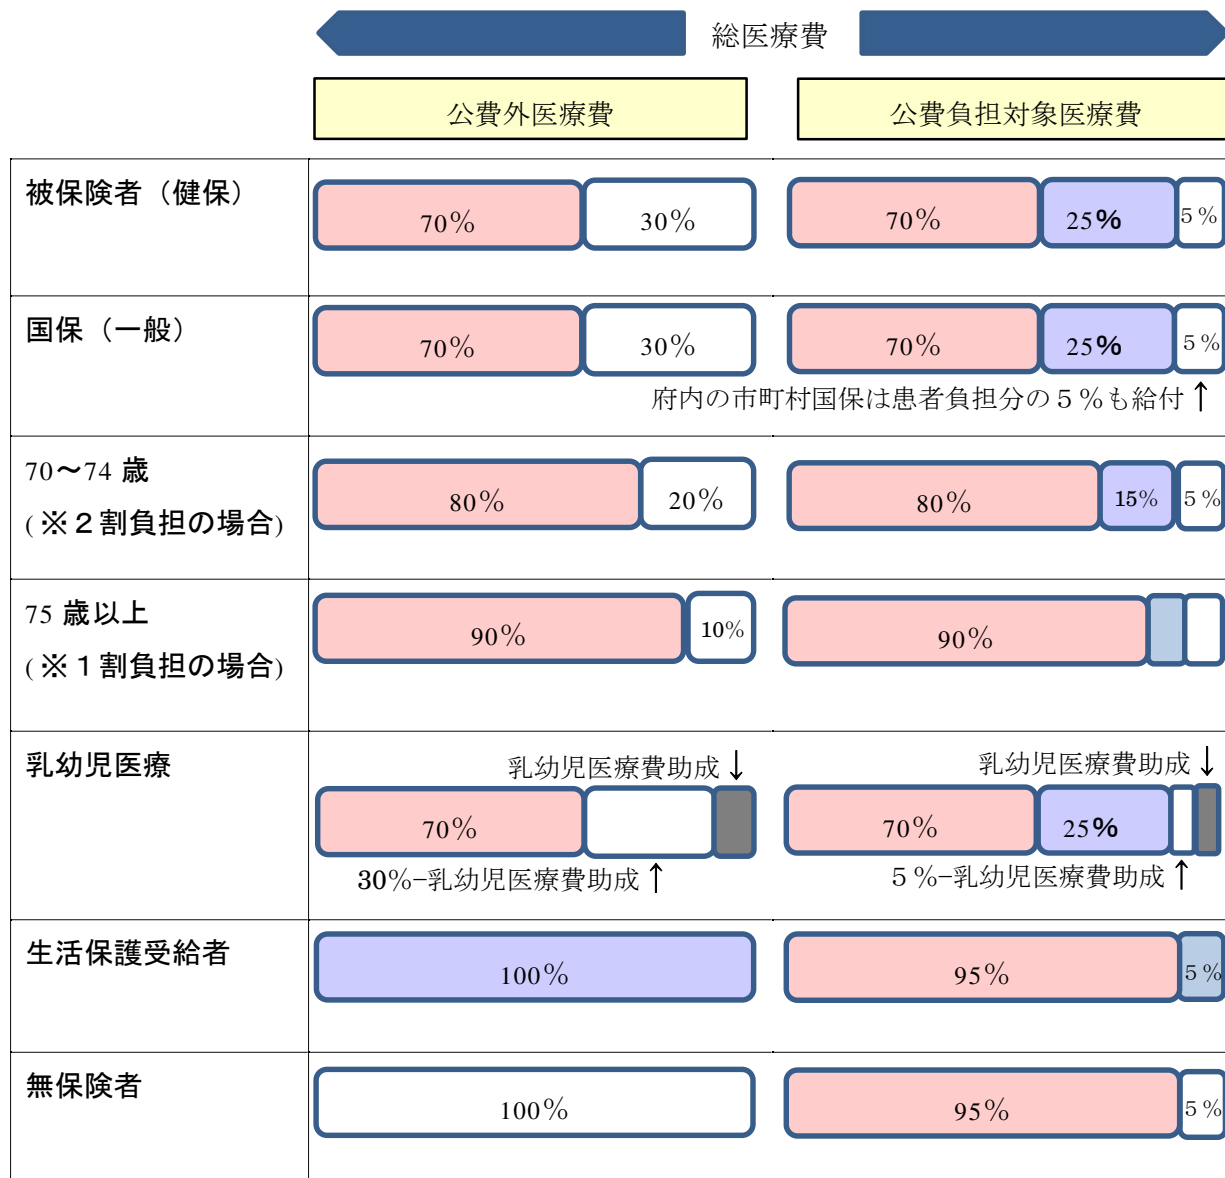 総医療費
公費外医療費
公費負担対象医療費
被保険者（健保）
70%
30%
70%
25%
5%
国保（一般）
70%
30%
70%
25%
5%
府内の市町村国保は患者負担分の５％も給付↑
70～74 歳
(※２割負担の場合)
80%
20%
80%
15%
5%
75 歳以上
(※１割負担の場合)
90%
10%
90%
乳幼児医療
乳幼児医療費助成↓
乳幼児医療費助成↓
70%
70%
25%
30%−乳幼児医療費助成↑
５%−乳幼児医療費助成↑
生活保護受給者
100%
95%
5%
無保険者
100%
95%
5%